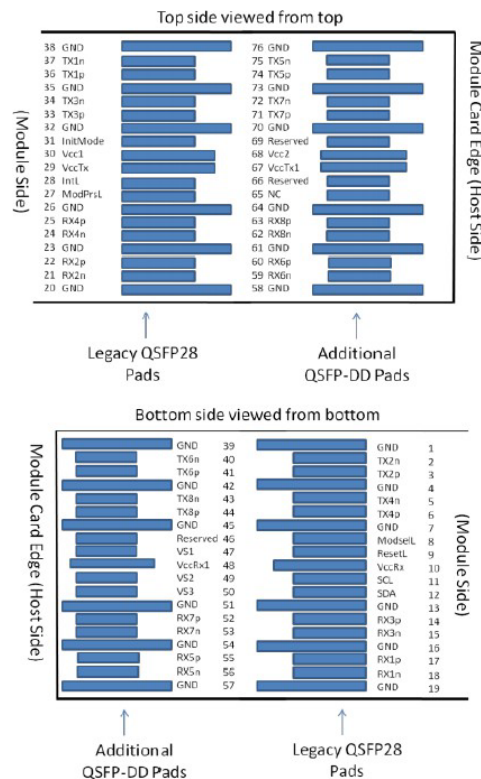 Top side viewed from top
38 GND 76 GND
37 TX1n 75 TX5n
36 TX1p 74 TX5p
35 GND 73 GND
34 TX3n 72 TX7n
33 TX3p 71 TX7p
32 GND 70 GND
31 InitMode 69 Reserved
30 Vcc1 68 Vcc2
29 VccTx 67 VccTx1
28 IntL 66 Reserved
27 ModPrsL 65 NC
26 GND 64 GND
25 RX4p 63 RX8p
24 RX4n 62 RX8n
23 GND 61 GND
22 RX2p 60 RX6p
21 RX2n 59 RX6n
20 GND 58 GND
(Module Side)
Module Card Edge (Host Side)
Legacy QSFP28
Pads
Additional
QSFP-DD Pads
Bottom side viewed from bottom
GND 39 GND 1
TX6n 40 TX2n 2
TX6p 41 TX2p 3
GND 42 GND 4
TX8n 43 TX4n 5
TX8p 44 TX4p 6
GND 45 GND 7
Reserved 46 ModselL 8
VS1 47 ResetL 9
VccRx1 48 VccRx 10
VS2 49 SCL 11
VS3 50 SDA 12
GND 51 GND 13
RX7p 52 RX3p 14
RX7n 53 RX3n 15
GND 54 GND 16
RX5p 55 RX1p 17
RX5n 56 RX1n 18
GND 57 GND 19
Module Card Edge (Host Side)
(Module Side)
Additional
QSFP-DD Pads
Legacy QSFP28
Pads